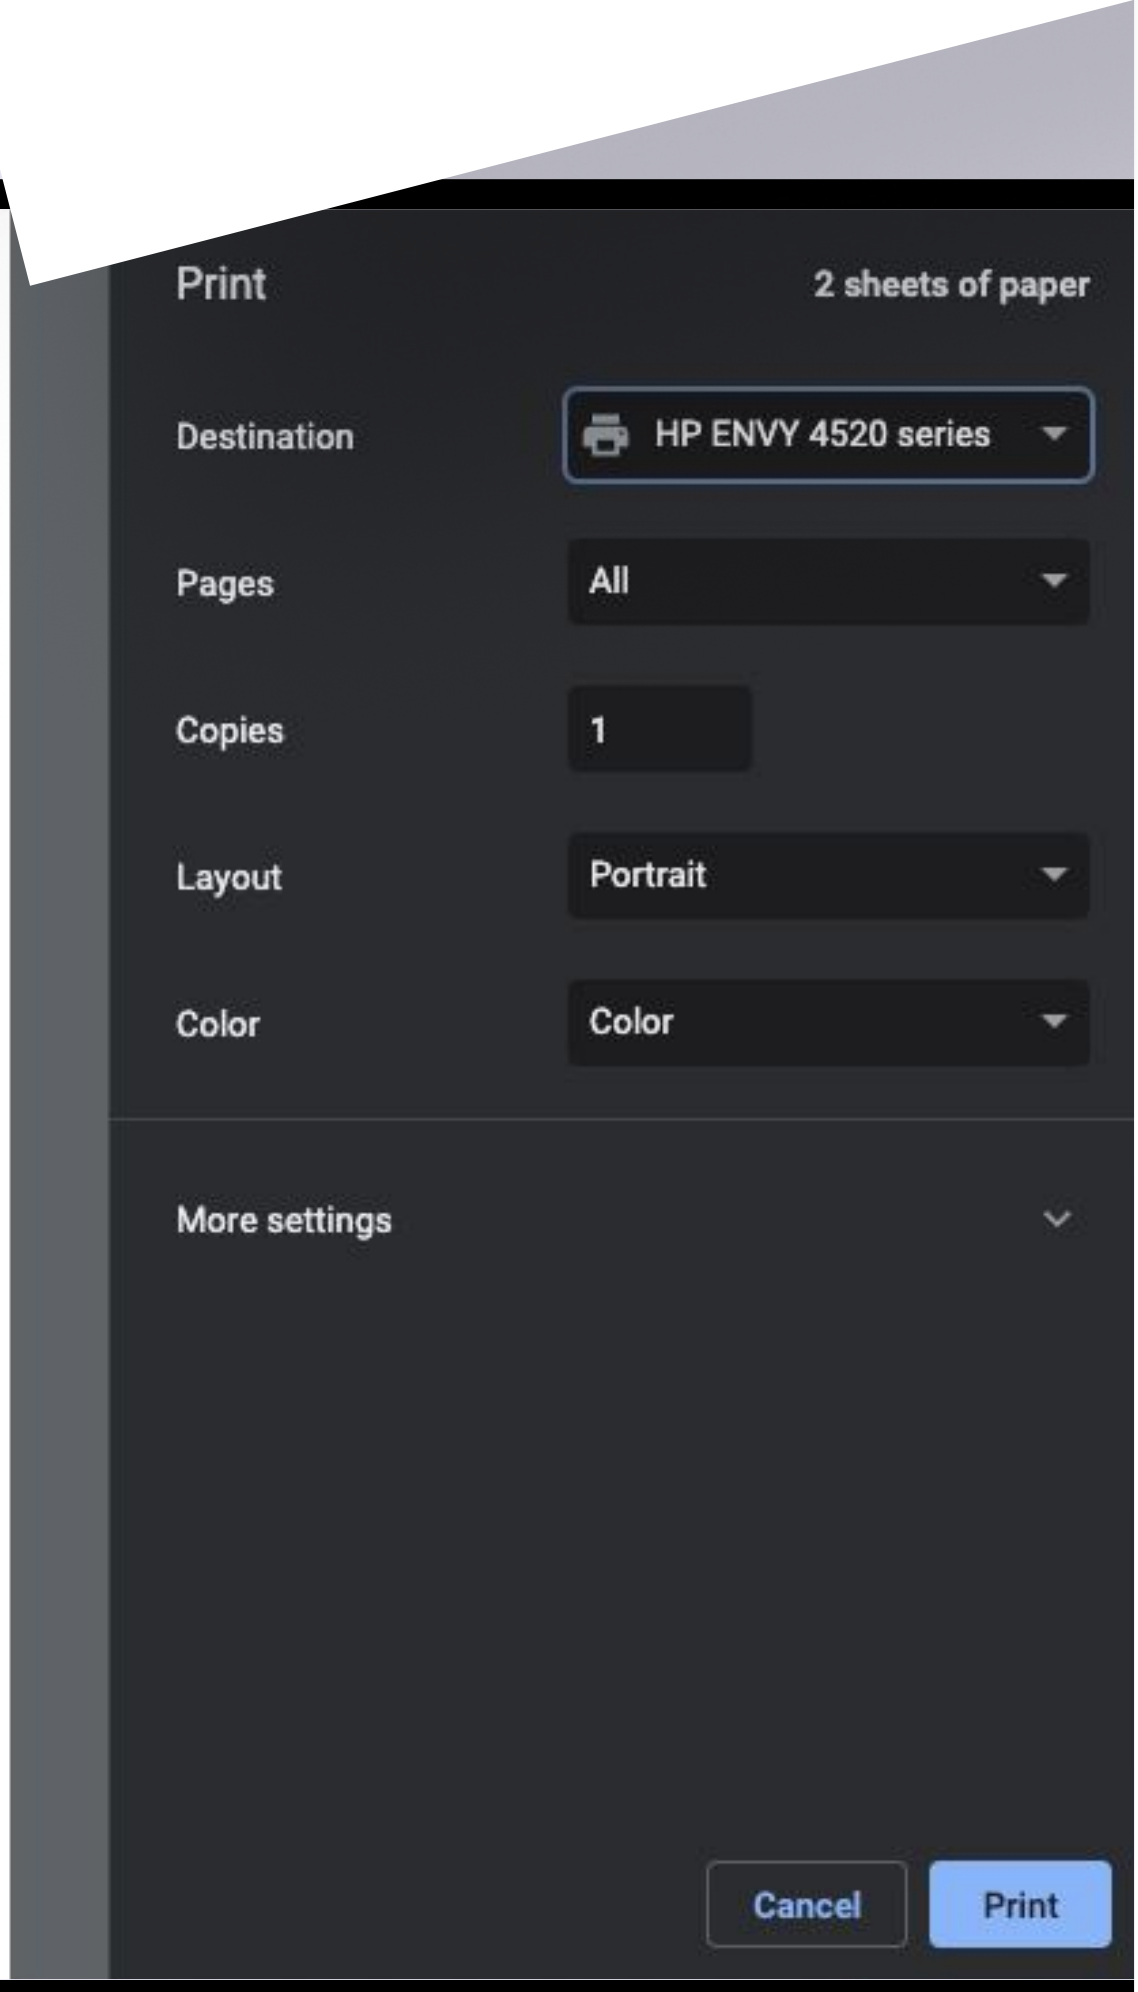 Print 2 sheets of paper
Destination HP ENVY 4520 series
Pages All
Copies 1
Layout Portrait
Color Color
More settings
Cancel Print